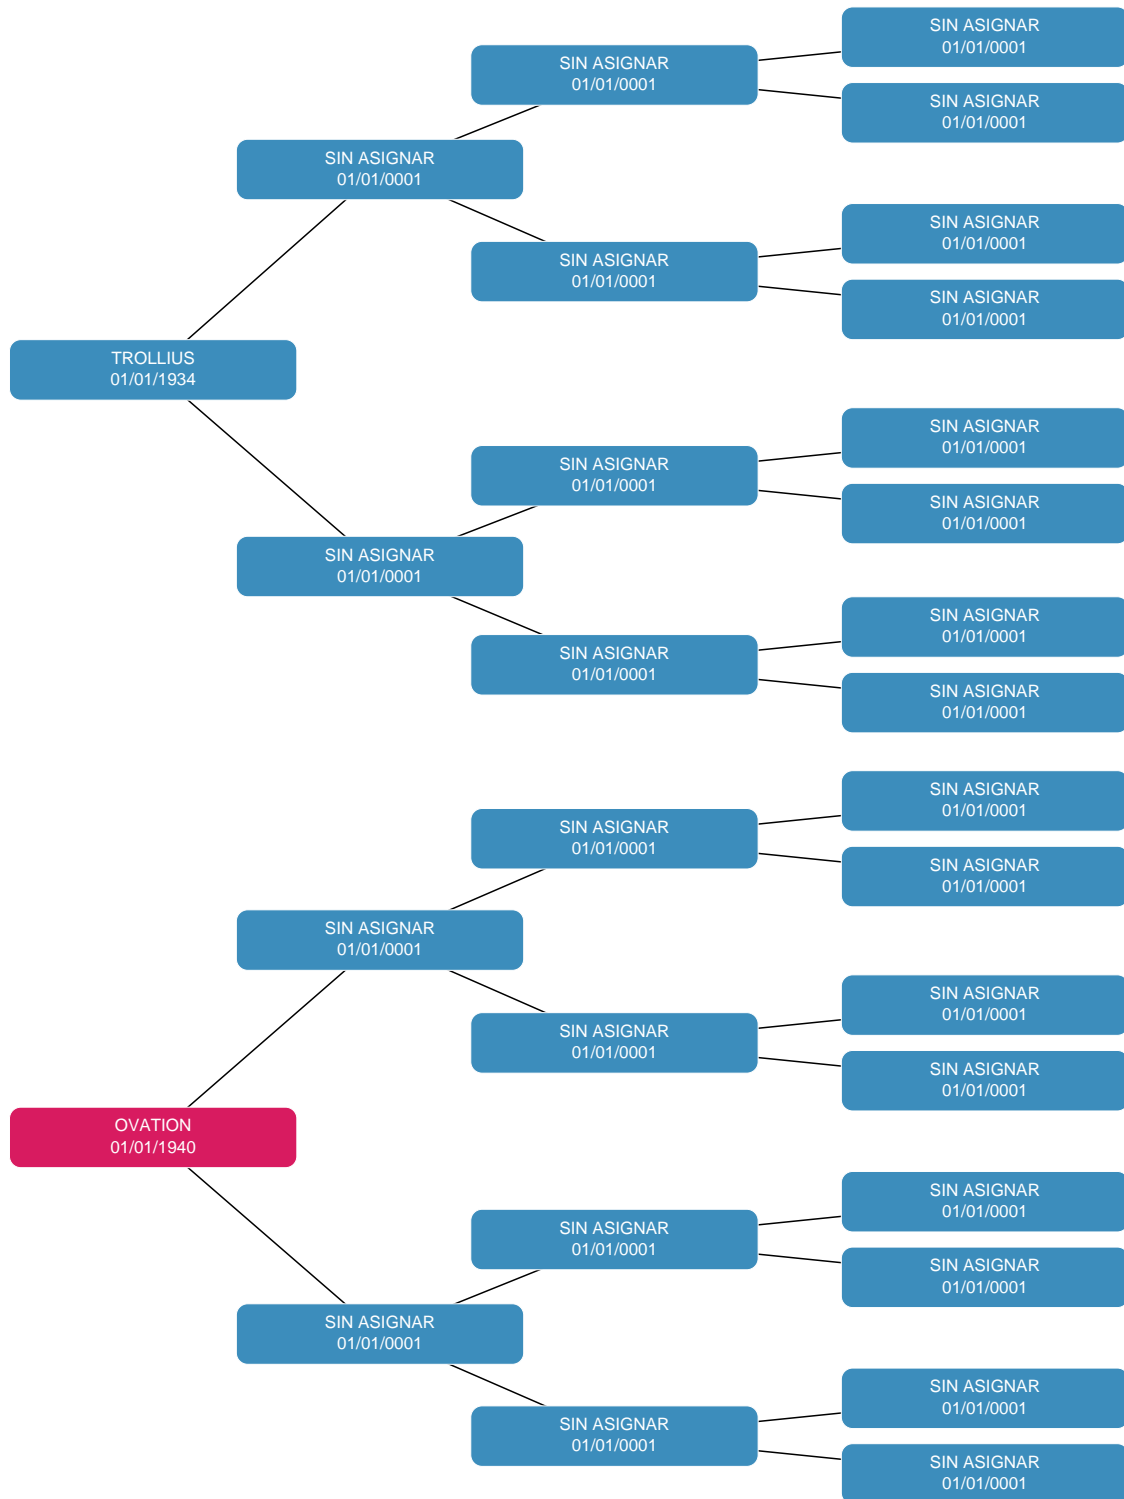 SIN ASIGNAR
01/01/0001
SIN ASIGNAR
01/01/0001
SIN ASIGNAR
01/01/0001
SIN ASIGNAR
01/01/0001
SIN ASIGNAR
01/01/0001
SIN ASIGNAR
01/01/0001
SIN ASIGNAR
01/01/0001
TROLLIUS
01/01/1934
SIN ASIGNAR
01/01/0001
SIN ASIGNAR
01/01/0001
SIN ASIGNAR
01/01/0001
SIN ASIGNAR
01/01/0001
SIN ASIGNAR
01/01/0001
SIN ASIGNAR
01/01/0001
SIN ASIGNAR
01/01/0001
SIN ASIGNAR
01/01/0001
SIN ASIGNAR
01/01/0001
SIN ASIGNAR
01/01/0001
SIN ASIGNAR
01/01/0001
SIN ASIGNAR
01/01/0001
SIN ASIGNAR
01/01/0001
SIN ASIGNAR
01/01/0001
OVATION
01/01/1940
SIN ASIGNAR
01/01/0001
SIN ASIGNAR
01/01/0001
SIN ASIGNAR
01/01/0001
SIN ASIGNAR
01/01/0001
SIN ASIGNAR
01/01/0001
SIN ASIGNAR
01/01/0001
SIN ASIGNAR
01/01/0001